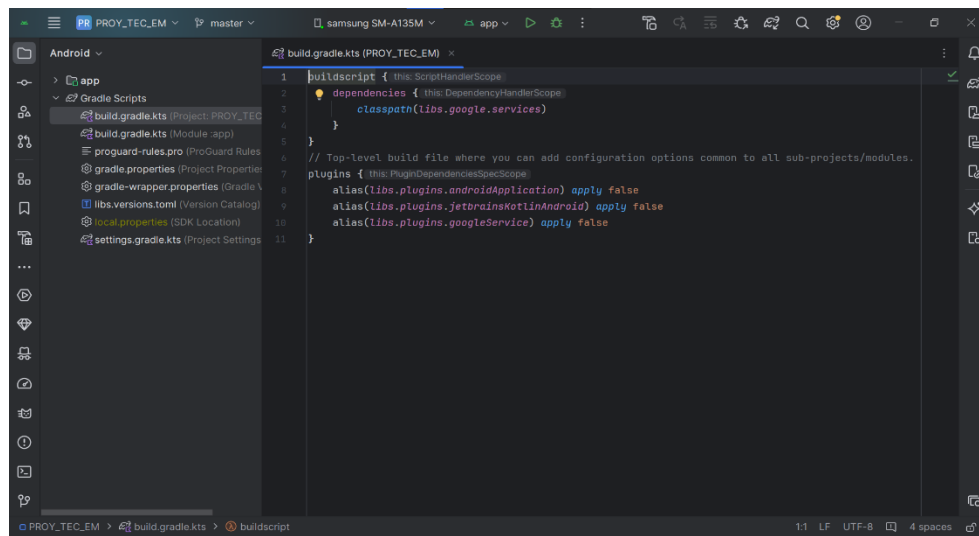 PR PROY_TEC_EM master samsung SM-A135M app
Android
build.gradle.kts (PROY_TEC_EM)
app
Gradle Scripts
build.gradle.kts (Project: PROY_TEC
build.gradle.kts (Module :app)
proguard-rules.pro (ProGuard Rules
gradle.properties (Project Propertie
gradle-wrapper.properties (Gradle V
libs.versions.toml (Version Catalog)
local.properties (SDK Location)
settings.gradle.kts (Project Settings
1 buildscript { this: ScriptHandlerScope
2 dependencies { this: DependencyHandlerScope
3 classpath(libs.google.services)
4 }
5 }
6 // Top-level build file where you can add configuration options common to all sub-projects/modules.
7 plugins { this: PluginDependenciesSpecScope
8 alias(libs.plugins.androidApplication) apply false
9 alias(libs.plugins.jetbrainsKotlinAndroid) apply false
10 alias(libs.plugins.googleService) apply false
11 }
PROY_TEC_EM > build.gradle.kts > buildscript 1:1 LF UTF-8 4 spaces